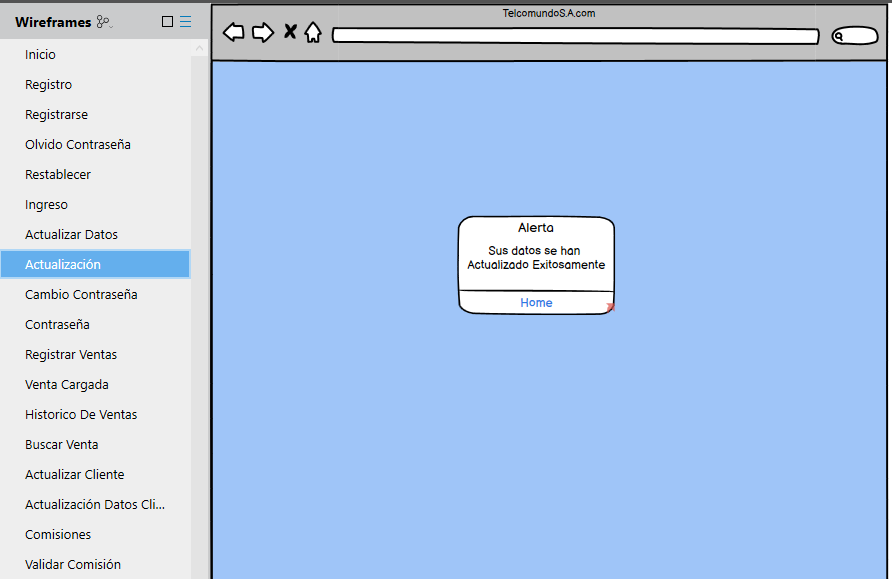 Wireframes
Inicio
Registro
Registrarse
Olvido Contraseña
Restablecer
Ingreso
Actualizar Datos
Actualización
Cambio Contraseña
Contraseña
Registrar Ventas
Venta Cargada
Historico De Ventas
Buscar Venta
Actualizar Cliente
Actualización Datos Cli...
Comisiones
Validar Comisión
TelcomundoS.A.com
Alerta
Sus datos se han
Actualizado Exitosamente
Home